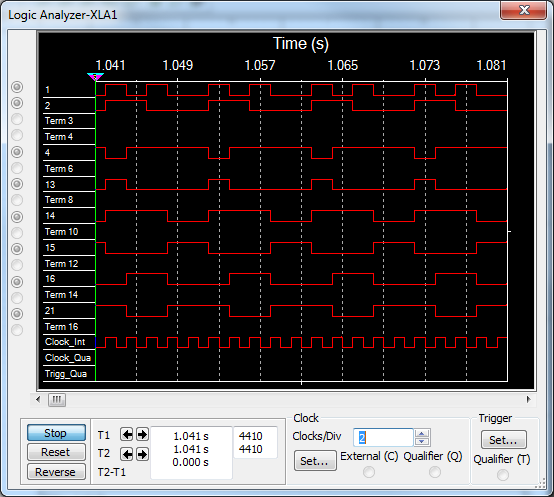 Logic Analyzer-XLA1
Time (s)
1.041 1.049 1.057 1.065 1.073 1.081
1
2
Term 3
Term 4
4
Term 6
13
Term 8
14
Term 10
15
Term 12
16
Term 14
21
Term 16
Clook_Int
Clook_Qua
Trigg_Qua
Stop
Reset
Reverse
T1 1.041 s 4410
T2 1.041 s 4410
T2-T1 0.000 s
Clock
Clocks/Div 2
Set... External (C) Qualifier (Q)
Trigger
Set...
Qualifier (T)